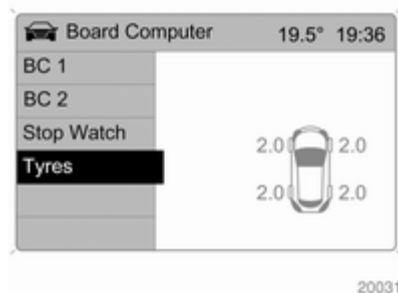 Board Computer 19.5° 19:36
BC 1
BC 2
Stop Watch
Tyres
2.0 2.0
2.0 2.0
20031